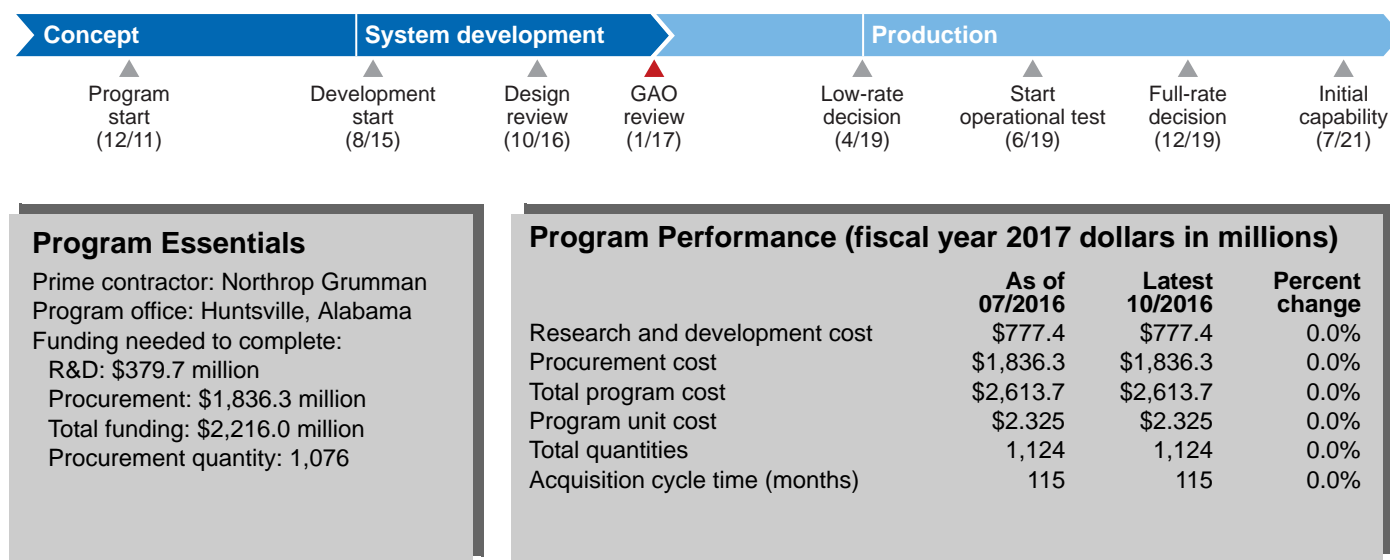 Concept
System development
Production
Program
start
(12/11)
Development
start
(8/15)
Design
review
(10/16)
GAO
review
(1/17)
Low-rate
decision
(4/19)
Start
operational test
(6/19)
Full-rate
decision
(12/19)
Initial
capability
(7/21)
Program Essentials
Prime contractor: Northrop Grumman
Program office: Huntsville, Alabama
Funding needed to complete:
R&D: $379.7 million
Procurement: $1,836.3 million
Total funding: $2,216.0 million
Procurement quantity: 1,076
Program Performance (fiscal year 2017 dollars in millions)
As of Latest Percent
07/2016 10/2016 change
Research and development cost $777.4 $777.4 0.0%
Procurement cost $1,836.3 $1,836.3 0.0%
Total program cost $2,613.7 $2,613.7 0.0%
Program unit cost $2.325 $2.325 0.0%
Total quantities 1,124 1,124 0.0%
Acquisition cycle time (months) 115 115 0.0%